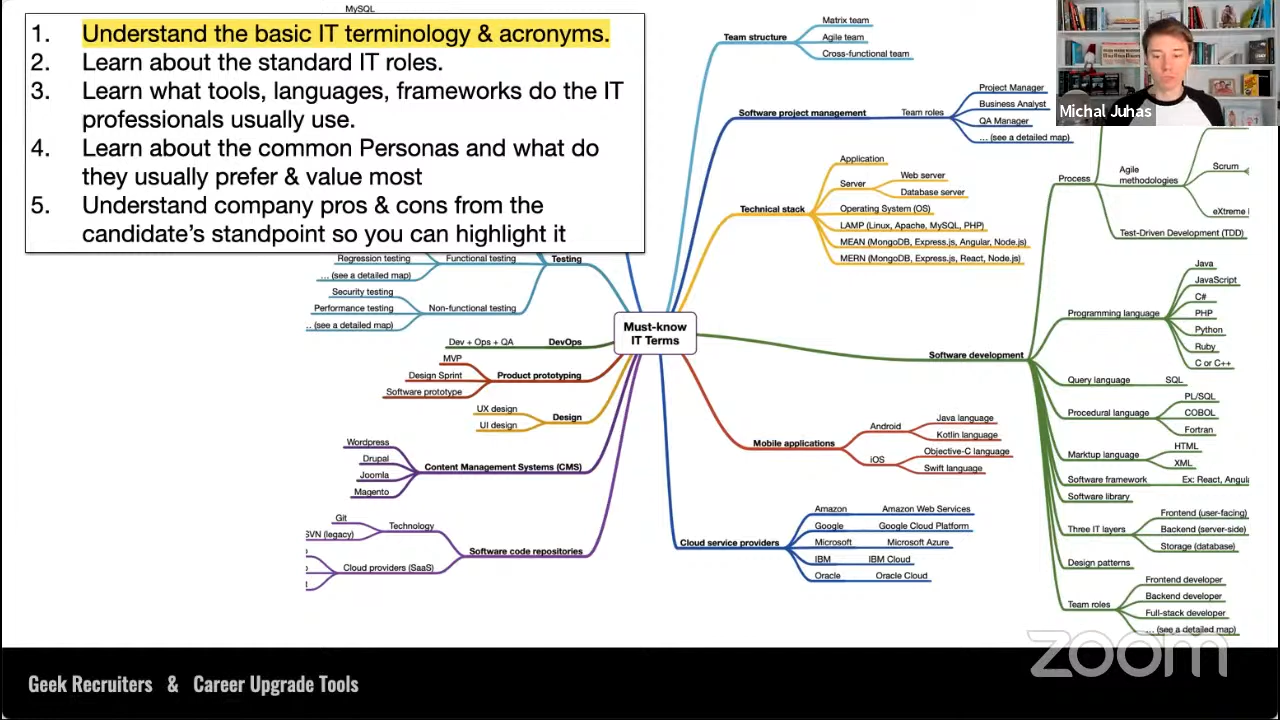 MySQL
1. Understand the basic IT terminology & acronyms.
2. Learn about the standard IT roles.
3. Learn what tools, languages, frameworks do the IT
professionals usually use.
4. Learn about the common Personas and what do
they usually prefer & value most
5. Understand company pros & cons from the
candidate's standpoint so you can highlight it
Michal Juhas
Must-know
IT Terms
Team structure
Matrix team
Agile team
Cross-functional team
Software project management
Team roles
Project Manager
Business Analyst
QA Manager
... (see a detailed map)
Technical stack
Application
Server
Web server
Database server
Operating System (OS)
LAMP (Linux, Apache, MySQL, PHP)
MEAN (MongoDB, Express.js, Angular, Node.js)
MERN (MongoDB, Express.js, React, Node.js)
Software development
Process
Agile
methodologies
Scrum
eXtreme
Test-Driven Development (TDD)
Programming language
Java
JavaScript
C#
PHP
Python
Ruby
C or C++
Query language
SQL
Procedural language
PL/SQL
COBOL
Fortran
Marktup language
HTML
XML
Software framework
Ex: React, Angul
Software library
Three IT layers
Frontend (user-facing)
Backend (server-side)
Storage (database)
Design patterns
Team roles
Frontend developer
Backend developer
Full-stack developer
... (see a detailed map)
Mobile applications
Android
Java language
Kotlin language
iOS
Objective-C language
Swift language
Cloud service providers
Amazon
Amazon Web Services
Google
Google Cloud Platform
Microsoft
Microsoft Azure
IBM
IBM Cloud
Oracle
Oracle Cloud
Testing
Functional testing
Regression testing
... (see a detailed map)
Non-functional testing
Security testing
Performance testing
... (see a detailed map)
DevOps
Dev + Ops + QA
Product prototyping
MVP
Design Sprint
Software prototype
Design
UX design
UI design
Content Management Systems (CMS)
Wordpress
Drupal
Joomla
Magento
Software code repositories
Technology
Git
SVN (legacy)
Cloud providers (SaaS)
zoom
Geek Recruiters & Career Upgrade Tools